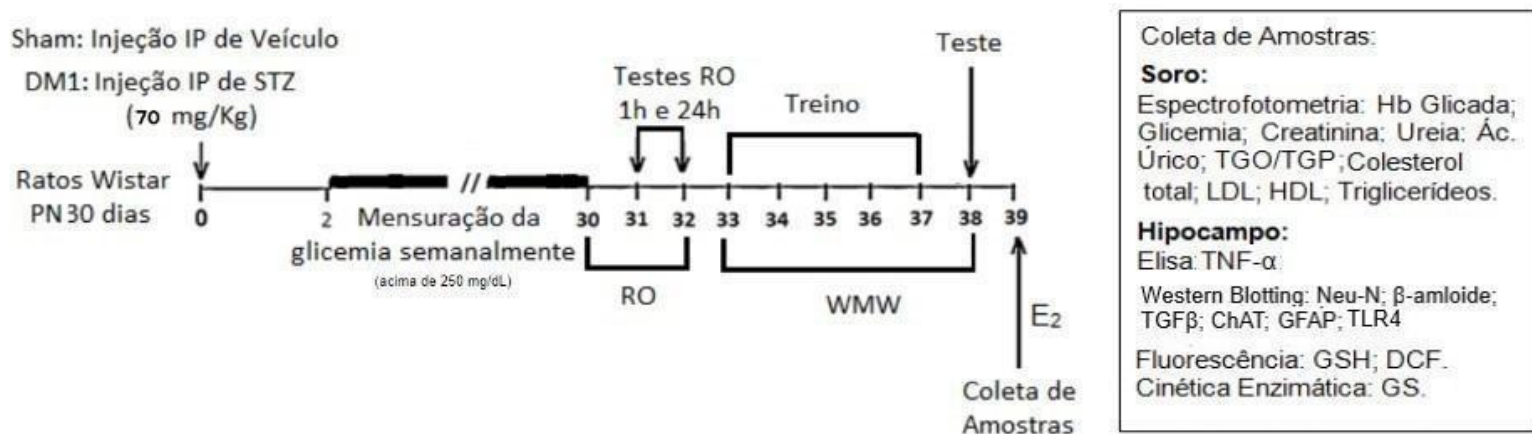 Sham: Injeção IP de Veículo
DM1: Injeção IP de STZ
(70 mg/Kg)
Ratos Wistar
PN30 dias
Testes RO
1h e 24h
Treino
Teste
0
2
//
30
31
32
33
34
35
36
37
38
39
Mensuração da
glicemia semanalmente
(acima de 250 mg/dL)
RO
WMW
E₂
Coleta de
Amostras
Coleta de Amostras:
Soro:
Espectrofotometria: Hb Glicada;
Glicemia; Creatinina; Ureia; Ác.
Úrico; TGO/TGP; Colesterol
total; LDL; HDL; Triglicerídeos.
Hipocampo:
Elisa: TNF-α
Western Blotting: Neu-N; β-amloide;
TGFβ; ChAT; GFAP; TLR4
Fluorescência: GSH; DCF.
Cinética Enzimática: GS.